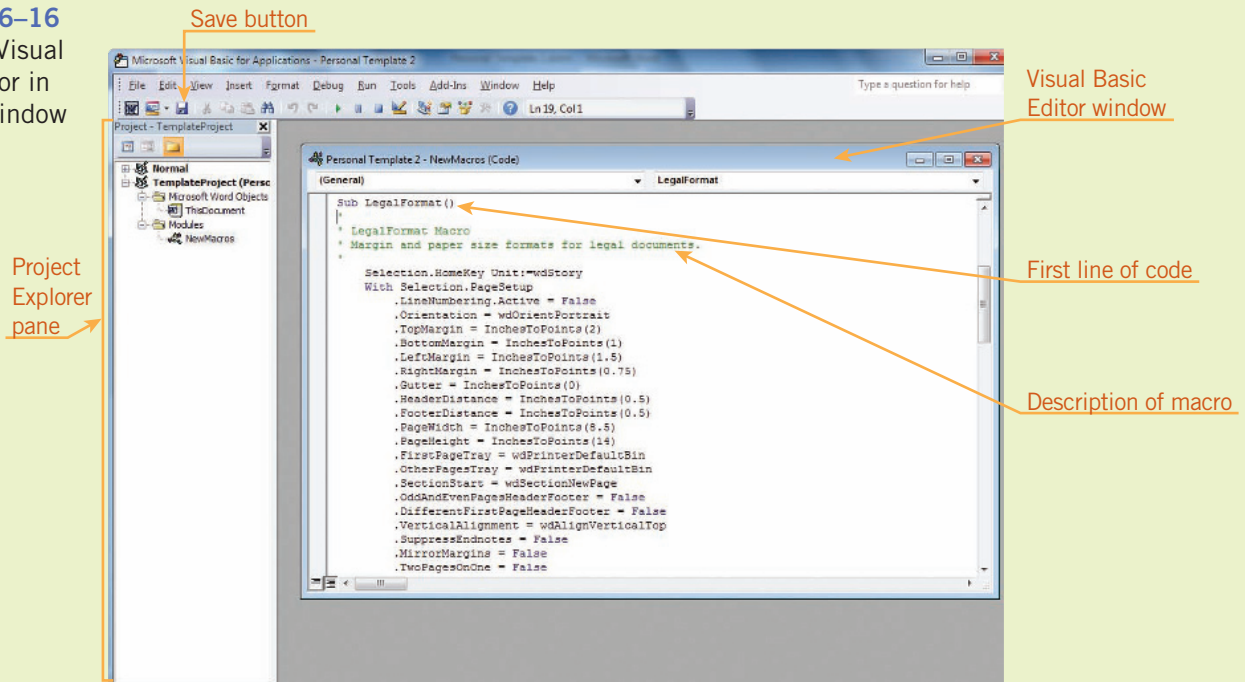 6–16
Visual
or in
indow
Save button
Microsoft Visual Basic for Applications - Personal Template 2
File Edit View Insert Format Debug Run Tools Add-Ins Window Help
Type a question for help
Ln 19, Col 1
Project - TemplateProject
Normal
TemplateProject (Perso
Microsoft Word Objects
ThisDocument
Modules
NewMacros
Personal Template 2 - NewMacros (Code)
(General)
LegalFormat
Sub LegalFormat()
'
' LegalFormat Macro
' Margin and paper size formats for legal documents.
'
Selection.HomeKey Unit:=wdStory
With Selection.PageSetup
.LineNumbering.Active = False
.Orientation = wdOrientPortrait
.TopMargin = InchesToPoints(2)
.BottomMargin = InchesToPoints(1)
.LeftMargin = InchesToPoints(1.5)
.RightMargin = InchesToPoints(0.75)
.Gutter = InchesToPoints(0)
.HeaderDistance = InchesToPoints(0.5)
.FooterDistance = InchesToPoints(0.5)
.PageWidth = InchesToPoints(8.5)
.PageHeight = InchesToPoints(14)
.FirstPageTray = wdPrinterDefaultBin
.OtherPagesTray = wdPrinterDefaultBin
.SectionStart = wdSectionNewPage
.OddAndEvenPagesHeaderFooter = False
.DifferentFirstPageHeaderFooter = False
.VerticalAlignment = wdAlignVerticalTop
.SuppressEndnotes = False
.MirrorMargins = False
.TwoPagesOnOne = False
Project
Explorer
pane
Visual Basic
Editor window
First line of code
Description of macro